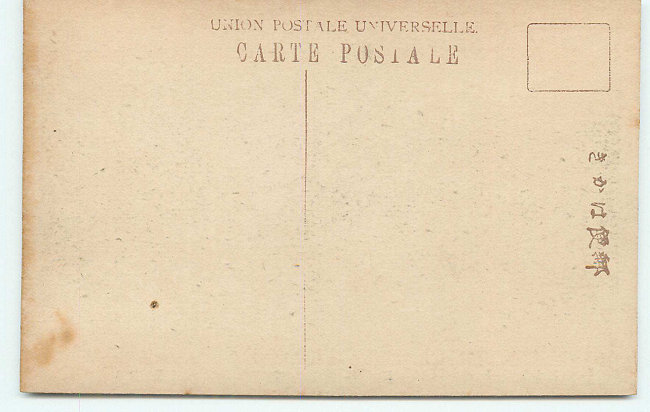 UNION POSTALE UNIVERSELLE.
CARTE POSTALE
きかは便郵